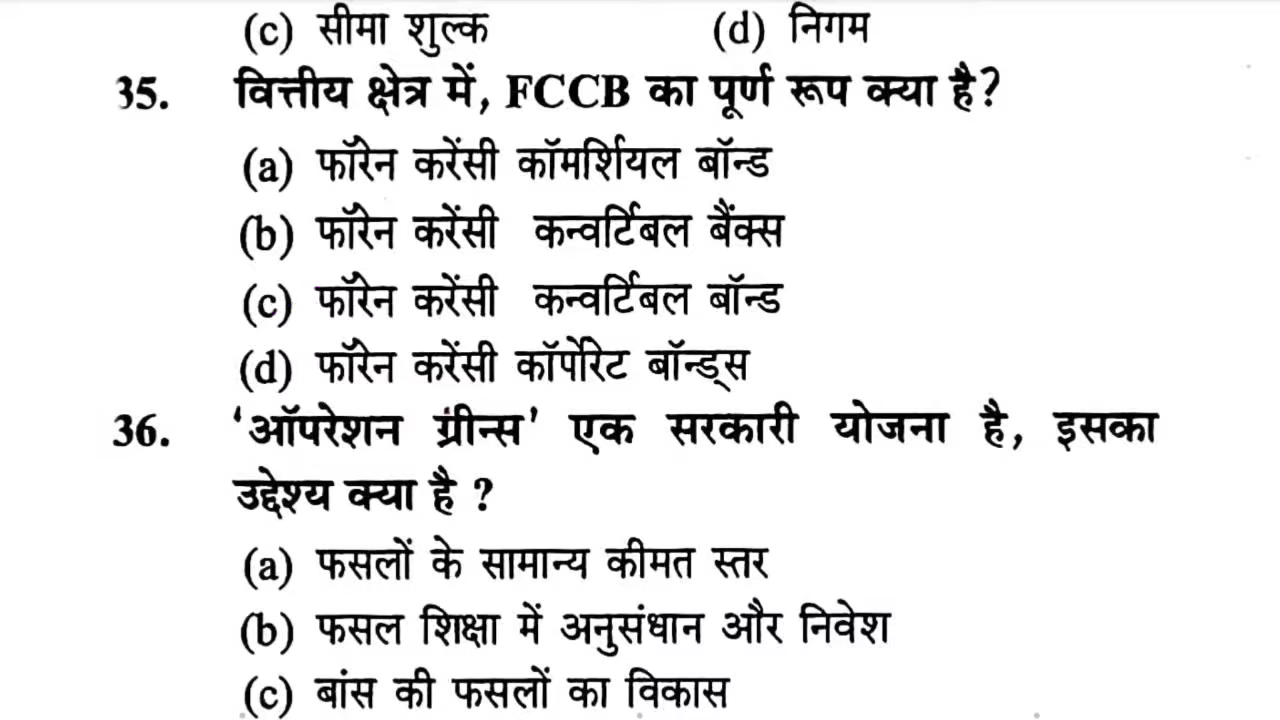 (c) सीमा शुल्क (d) निगम
35. वित्तीय क्षेत्र में, FCCB का पूर्ण रूप क्या है?
(a) फॉरेन करेंसी कॉमर्शियल बॉन्ड
(b) फॉरेन करेंसी कन्वर्टिबल बैंक्स
(c) फॉरेन करेंसी कन्वर्टिबल बॉन्ड
(d) फॉरेन करेंसी कॉर्पोरेट बॉन्ड्स
36. 'ऑपरेशन ग्रीन्स' एक सरकारी योजना है, इसका
उद्देश्य क्या है ?
(a) फसलों के सामान्य कीमत स्तर
(b) फसल शिक्षा में अनुसंधान और निवेश
(c) बांस की फसलों का विकास